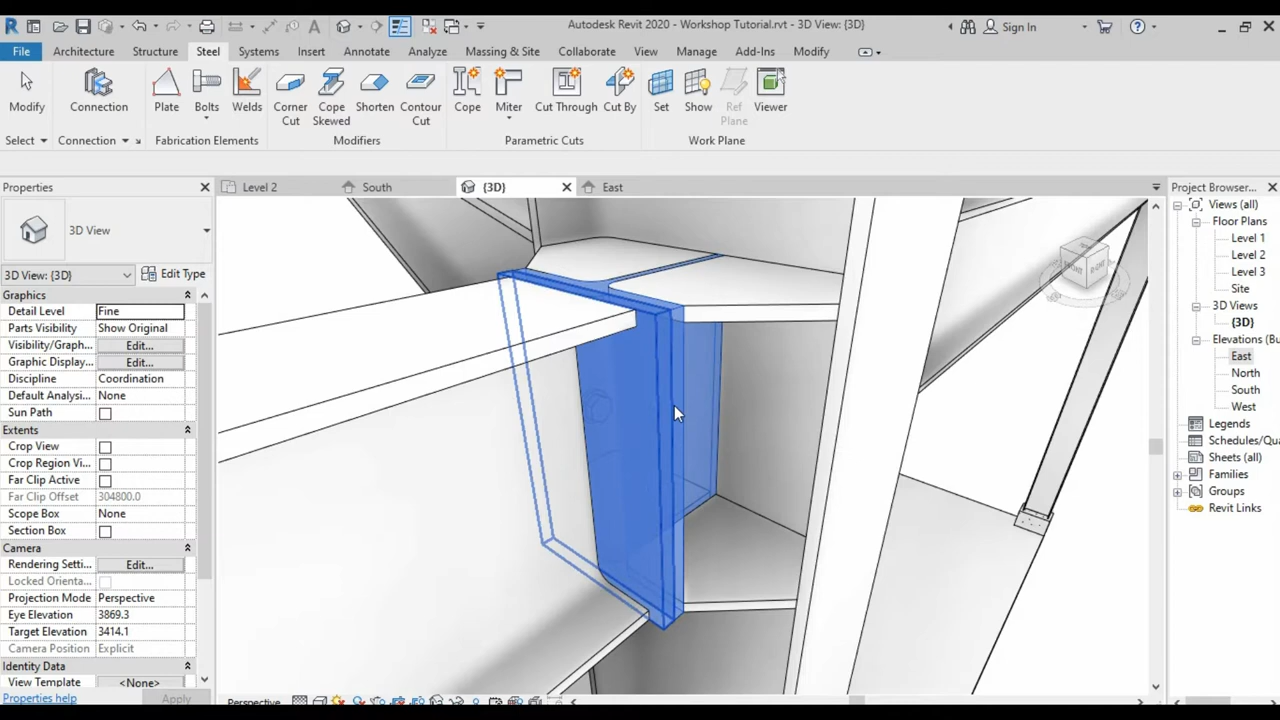 Autodesk Revit 2020 - Workshop Tutorial.rvt - 3D View: {3D}
Sign In
File Architecture Structure Steel Systems Insert Annotate Analyze Massing & Site Collaborate View Manage Add-Ins Modify
Modify Connection Plate Bolts Welds Corner Cut Cope Skewed Shorten Contour Cut Cope Miter Cut Through Cut By Set Show Ref Plane Viewer
Select Connection Fabrication Elements Modifiers Parametric Cuts Work Plane
Properties
3D View
3D View: {3D} Edit Type
Graphics
Detail Level Fine
Parts Visibility Show Original
Visibility/Graph... Edit...
Graphic Display... Edit...
Discipline Coordination
Default Analysi... None
Sun Path
Extents
Crop View
Crop Region Vi...
Far Clip Active
Far Clip Offset 304800.0
Scope Box None
Section Box
Camera
Rendering Setti... Edit...
Locked Orienta...
Projection Mode Perspective
Eye Elevation 3869.3
Target Elevation 3414.1
Camera Position Explicit
Identity Data
View Template <None>
Properties help Apply
Level 2 South {3D} East
FRONT RIGHT
Perspective
Project Browser...
Views (all)
Floor Plans
Level 1
Level 2
Level 3
Site
3D Views
{3D}
Elevations (Bu
East
North
South
West
Legends
Schedules/Qua
Sheets (all)
Families
Groups
Revit Links